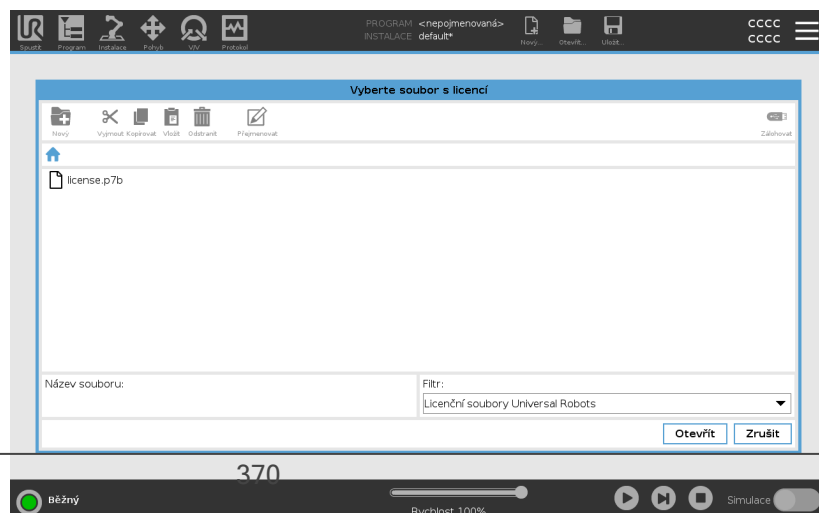 UR
PROGRAM <nepojmenovaná>
INSTALACE default*
cccc
cccc
Spustit Program Instalace Pohyb V/V Protokol Nový... Otevřít... Uložit...
Vyberte soubor s licencí
Nový Vyjmout Kopírovat Vložit Odstranit Přejmenovat Zálohovat
license.p7b
Název souboru:
Filtr:
Licenční soubory Universal Robots
Otevřít Zrušit
370
Běžný
Rychlost 100%
Simulace